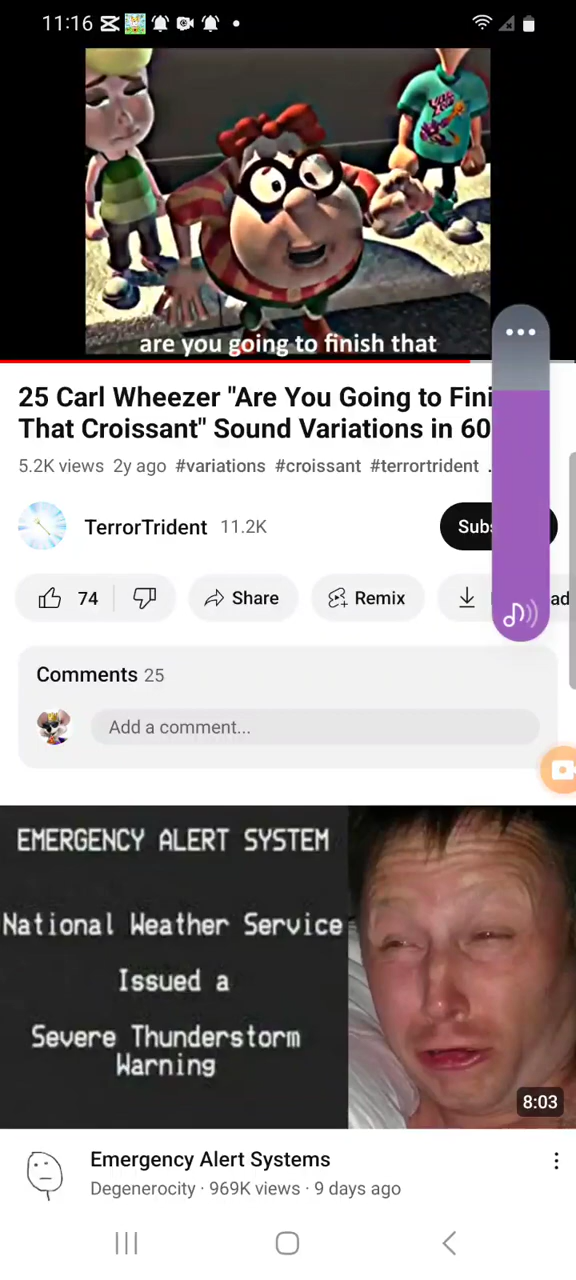 11:16
are you going to finish that
25 Carl Wheezer "Are You Going to Fini
That Croissant" Sound Variations in 60
5.2K views 2y ago #variations #croissant #terrortrident ..
TerrorTrident 11.2K
Sub
74 Share Remix ad
Comments 25
Add a comment...
EMERGENCY ALERT SYSTEM
National Weather Service
Issued a
Severe Thunderstorm
Warning
8:03
Emergency Alert Systems
Degenerocity · 969K views · 9 days ago